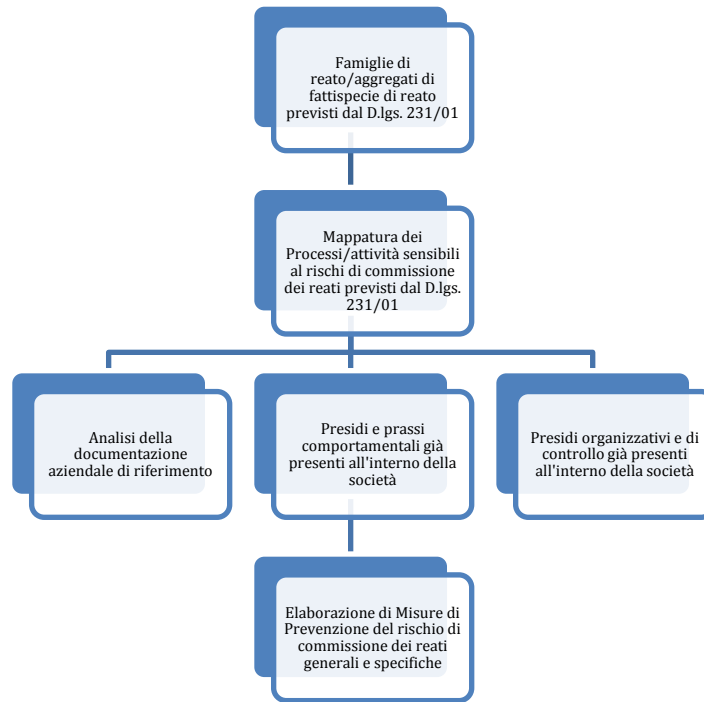 Famiglie di
reato/aggregati di
fattispecie di reato
previsti dal D.lgs. 231/01
Mappatura dei
Processi/attività sensibili
al rischi di commissione
dei reati previsti dal D.lgs.
231/01
Analisi della
documentazione
aziendale di riferimento
Presidi e prassi
comportamentali già
presenti all'interno della
società
Presidi organizzativi e di
controllo già presenti
all'interno della società
Elaborazione di Misure di
Prevenzione del rischio di
commissione dei reati
generali e specifiche